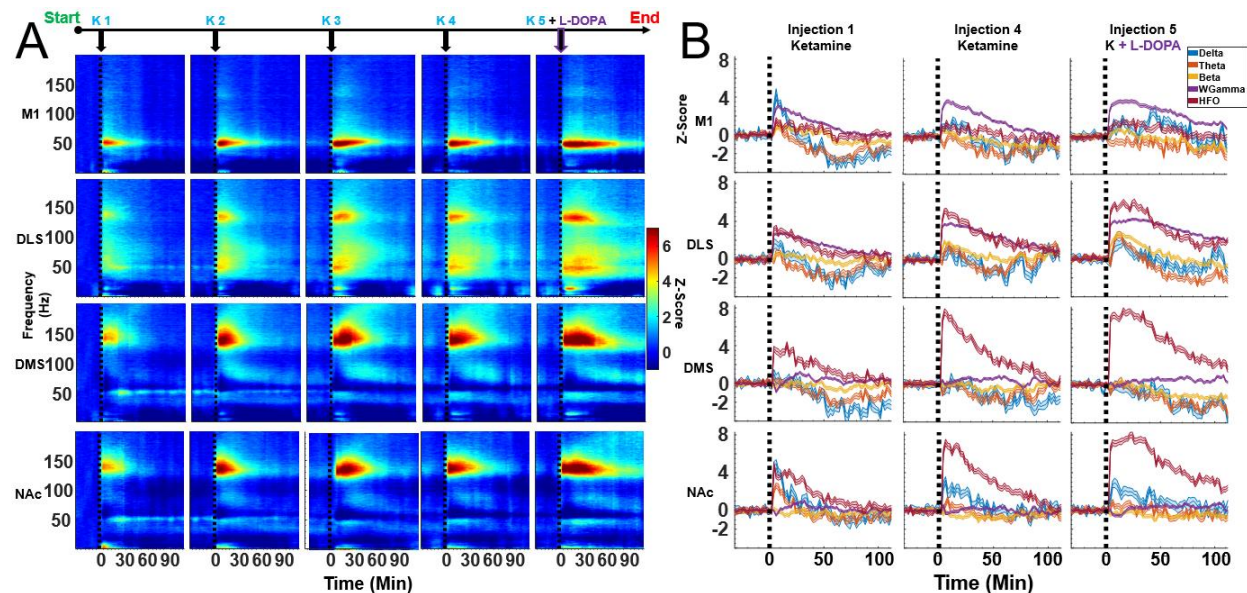 A
Start K 1 K 2 K 3 K 4 K 5 + L-DOPA End
M1
150
100
50
DLS
150
100
50
Frequency
(Hz)
DMS
150
100
50
NAc
150
100
50
6
4
2
0
Z-Score
0 30 60 90 0 30 60 90 0 30 60 90 0 30 60 90 0 30 60 90
Time (Min)
B
Injection 1
Ketamine
Injection 4
Ketamine
Injection 5
K + L-DOPA
Delta
Theta
Beta
WGamma
HFO
Z-Score
M1
8
4
0
-2
DLS
8
4
0
-2
DMS
8
4
0
-2
NAc
8
4
0
-2
0 50 100 0 50 100 0 50 100
Time (Min)